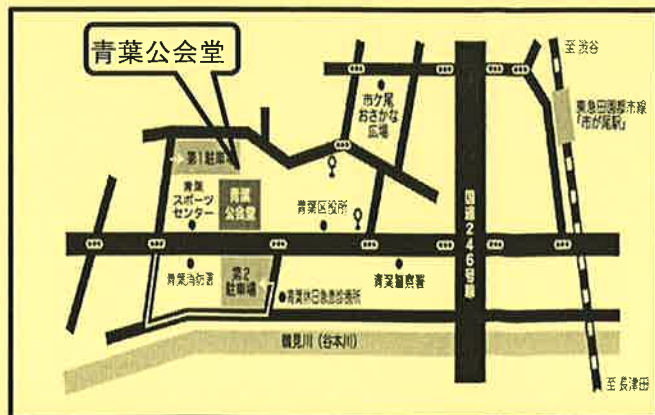 青葉公会堂
至渋谷
市ケ尾
おさかな
広場
東急田園都市線
「市が尾駅」
第1駐車場
青葉
スポーツ
センター
青葉
公会堂
青葉区役所
国道246号線
青葉消防署
第2
駐車場
青葉警察署
青葉休日急患診療所
鶴見川（谷本川）
至長津田